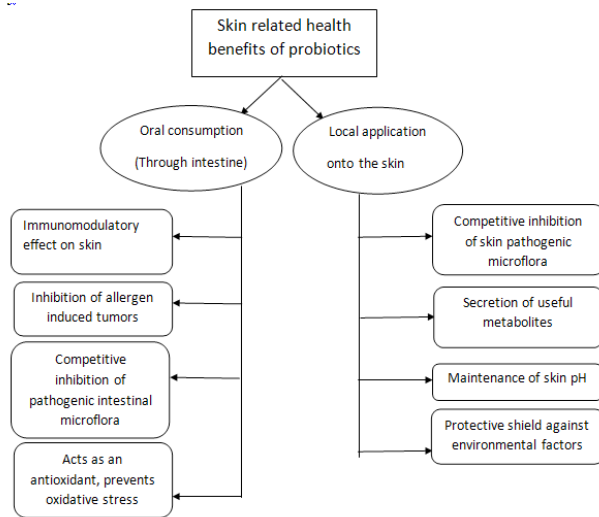 Skin related health
benefits of probiotics
Oral consumption
(Through intestine)
Local application
onto the skin
Immunomodulatory
effect on skin
Inhibition of allergen
induced tumors
Competitive
inhibition of
pathogenic intestinal
microflora
Acts as an
antioxidant, prevents
oxidative stress
Competitive inhibition
of skin pathogenic
microflora
Secretion of useful
metabolites
Maintenance of skin pH
Protective shield against
environmental factors